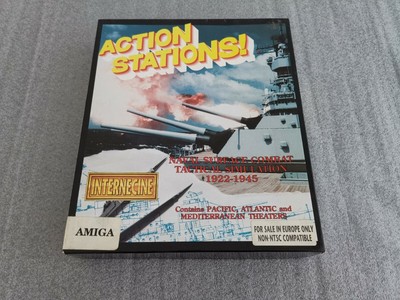 ACTION
STATIONS!
NAVAL SURFACE COMBAT
TACTICAL SIMULATION
1922-1945
INTERNECINE
Contains PACIFIC, ATLANTIC and
MEDITERRANEAN THEATERS
AMIGA
FOR SALE IN EUROPE ONLY
NON-NTSC COMPATIBLE